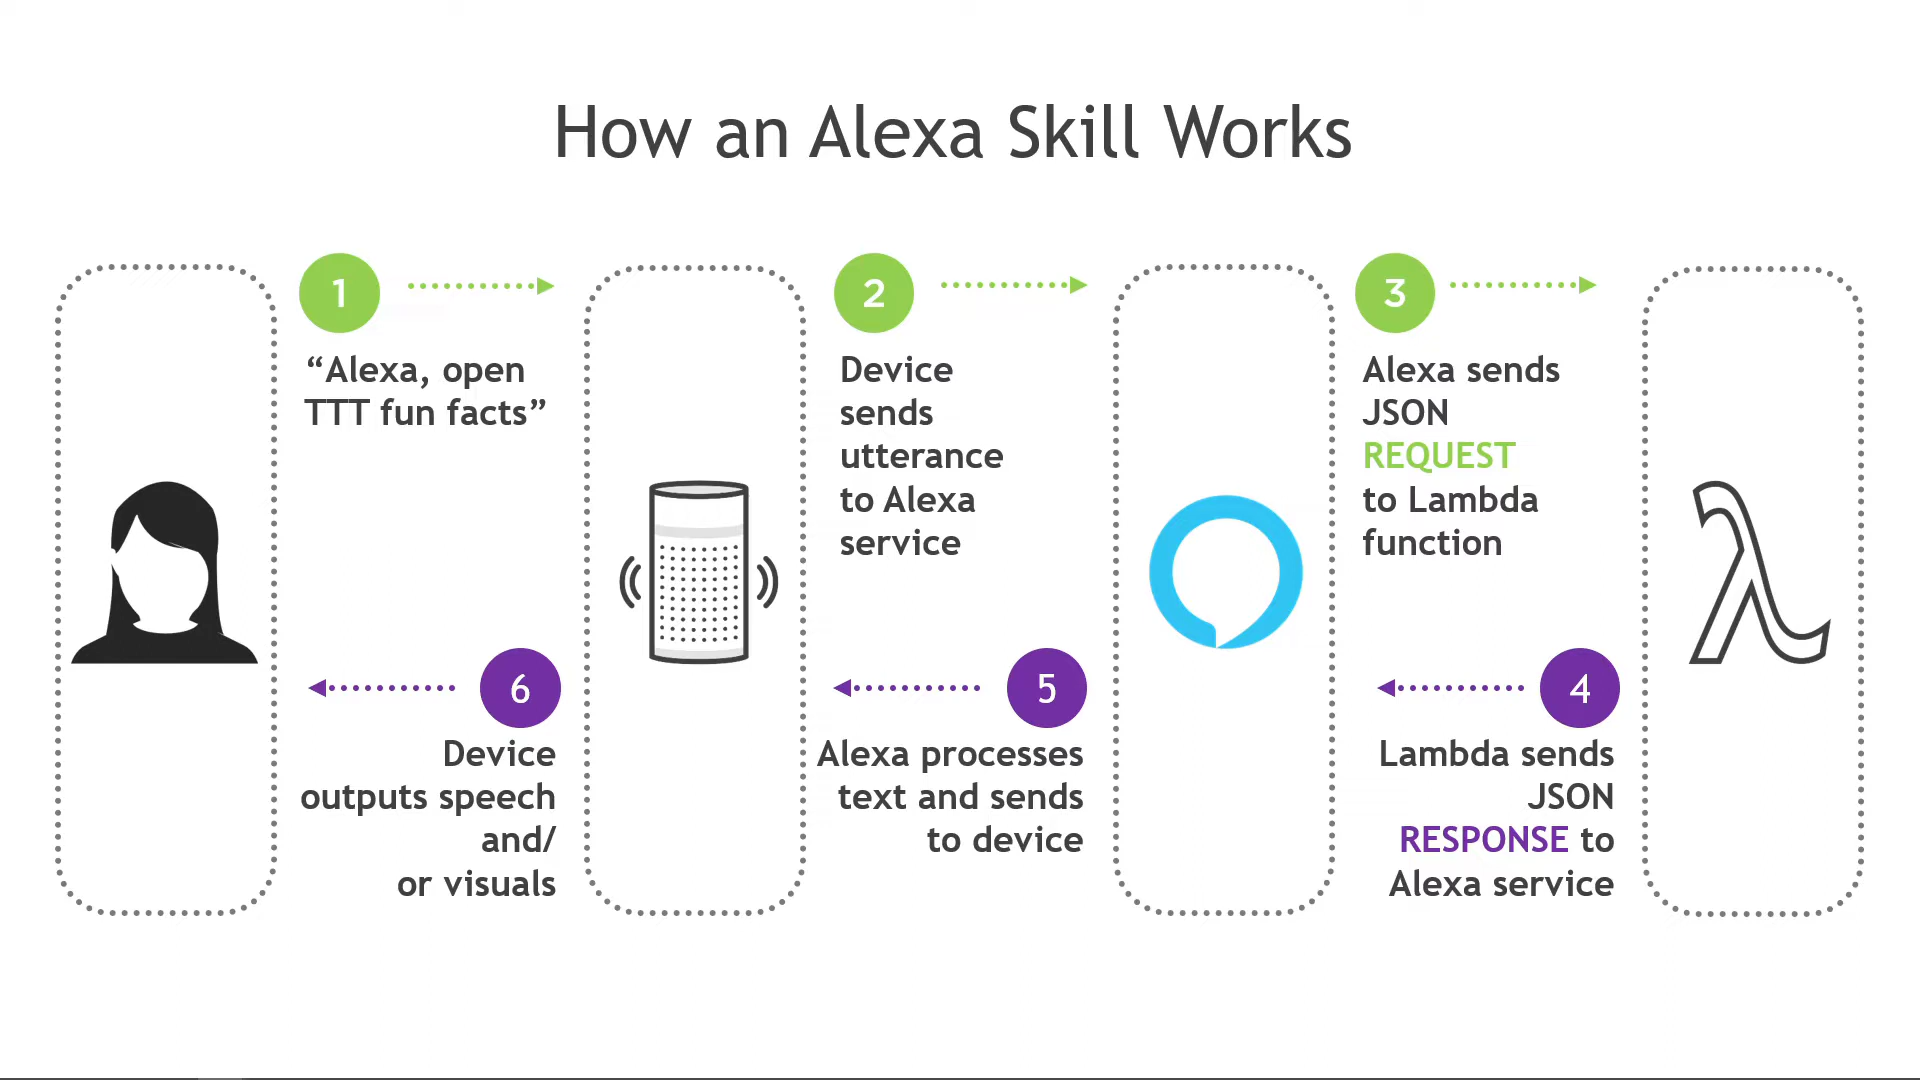 How an Alexa Skill Works
1
“Alexa, open
TTT fun facts”
2
Device
sends
utterance
to Alexa
service
3
Alexa sends
JSON
REQUEST
to Lambda
function
4
Lambda sends
JSON
RESPONSE to
Alexa service
5
Alexa processes
text and sends
to device
6
Device
outputs speech
and/
or visuals